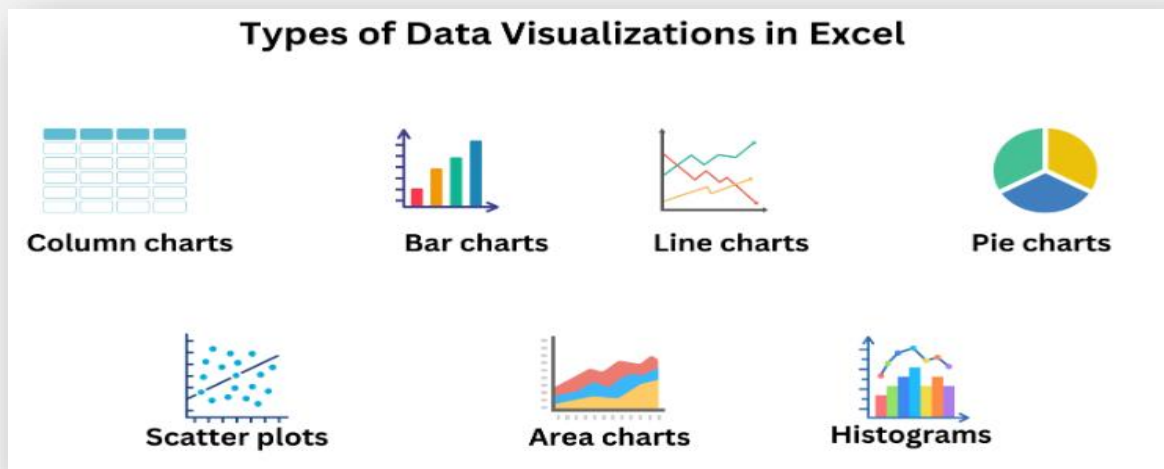 Types of Data Visualizations in Excel
Column charts
Bar charts
Line charts
Pie charts
Scatter plots
Area charts
Histograms